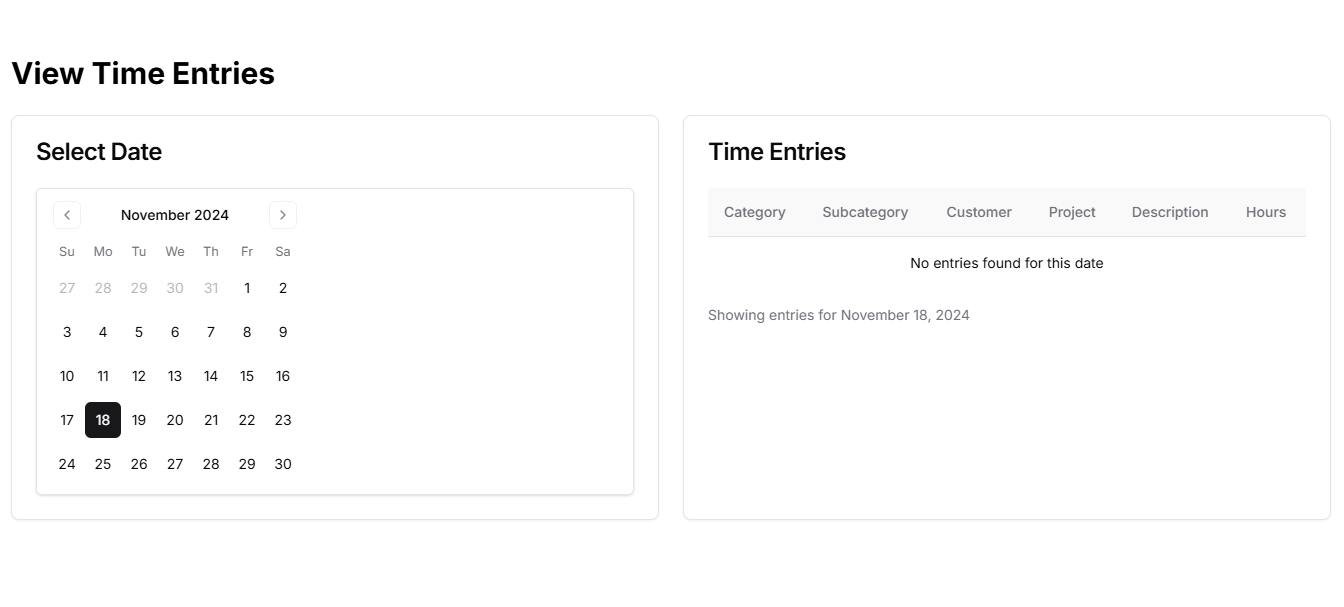 View Time Entries
Select Date
November 2024
Su Mo Tu We Th Fr Sa
27 28 29 30 31 1 2
3 4 5 6 7 8 9
10 11 12 13 14 15 16
17 18 19 20 21 22 23
24 25 26 27 28 29 30
Time Entries
Category Subcategory Customer Project Description Hours
No entries found for this date
Showing entries for November 18, 2024